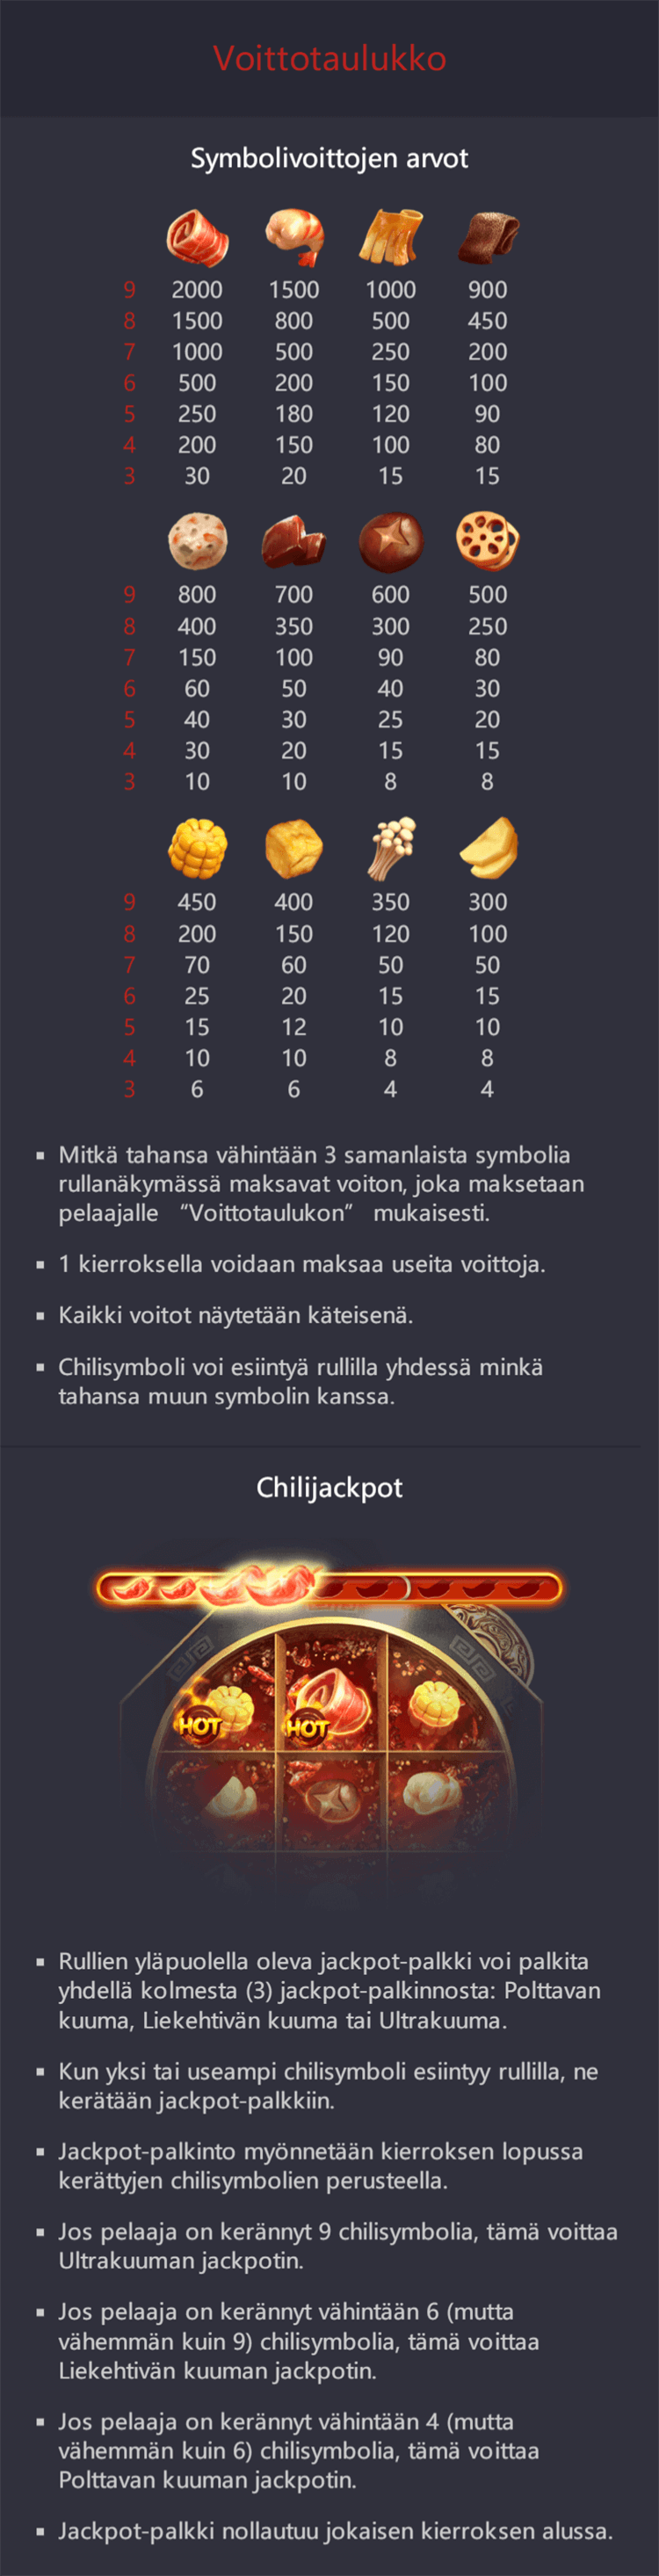 Voittotaulukko
Symbolivoittojen arvot
9 2000 1500 1000 900
8 1500 800 500 450
7 1000 500 250 200
6 500 200 150 100
5 250 180 120 90
4 200 150 100 80
3 30 20 15 15
9 800 700 600 500
8 400 350 300 250
7 150 100 90 80
6 60 50 40 30
5 40 30 25 20
4 30 20 15 15
3 10 10 8 8
9 450 400 350 300
8 200 150 120 100
7 70 60 50 50
6 25 20 15 15
5 15 12 10 10
4 10 10 8 8
3 6 6 4 4
▪ Mitkä tahansa vähintään 3 samanlaista symbolia
rullanäkymässä maksavat voiton, joka maksetaan
pelaajalle “Voittotaulukon” mukaisesti.
▪ 1 kierroksella voidaan maksaa useita voittoja.
▪ Kaikki voitot näytetään käteisenä.
▪ Chilisymboli voi esiintyä rullilla yhdessä minkä
tahansa muun symbolin kanssa.
Chilijackpot
HOT HOT
▪ Rullien yläpuolella oleva jackpot-palkki voi palkita
yhdellä kolmesta (3) jackpot-palkinnosta: Polttavan
kuuma, Liekehtivän kuuma tai Ultrakuuma.
▪ Kun yksi tai useampi chilisymboli esiintyy rullilla, ne
kerätään jackpot-palkkiin.
▪ Jackpot-palkinto myönnetään kierroksen lopussa
kerättyjen chilisymbolien perusteella.
▪ Jos pelaaja on kerännyt 9 chilisymbolia, tämä voittaa
Ultrakuuman jackpotin.
▪ Jos pelaaja on kerännyt vähintään 6 (mutta
vähemmän kuin 9) chilisymbolia, tämä voittaa
Liekehtivän kuuman jackpotin.
▪ Jos pelaaja on kerännyt vähintään 4 (mutta
vähemmän kuin 6) chilisymbolia, tämä voittaa
Polttavan kuuman jackpotin.
▪ Jackpot-palkki nollautuu jokaisen kierroksen alussa.